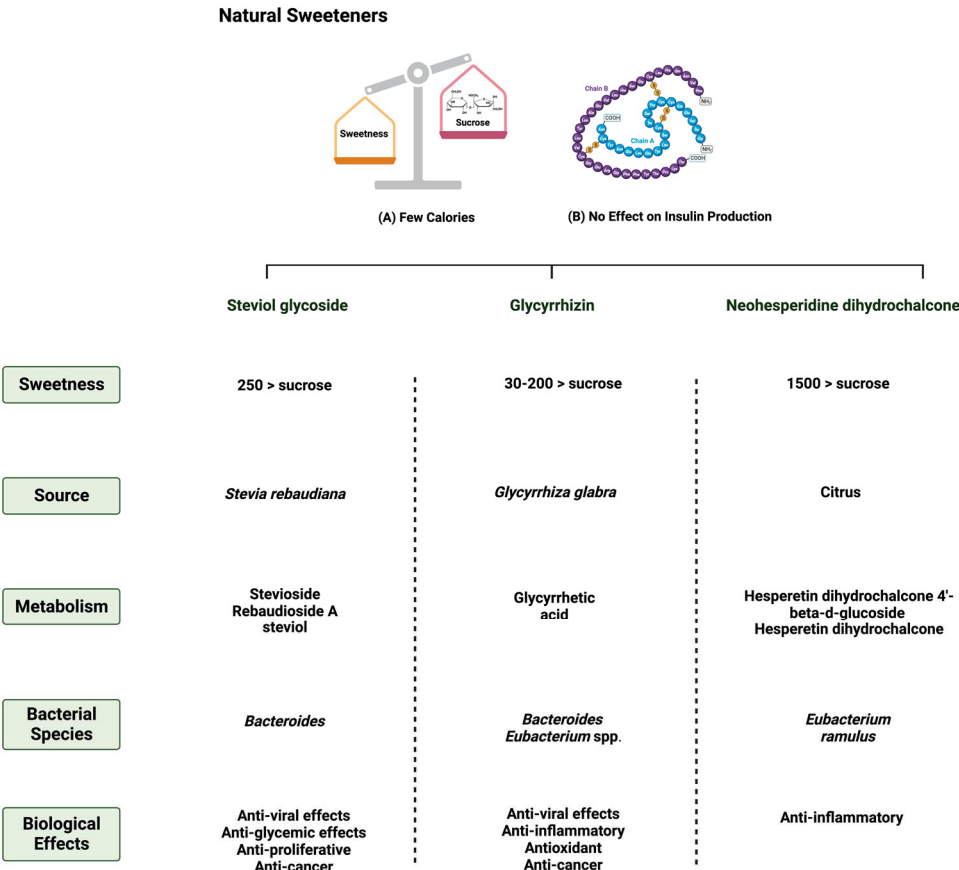 Natural Sweeteners
Sweetness
Sucrose
Chain B
Chain A
COOH
NH₂
NH₂
COOH
(A) Few Calories
(B) No Effect on Insulin Production
Steviol glycoside
Glycyrrhizin
Neohesperidine dihydrochalcone
Sweetness
250 > sucrose
30-200 > sucrose
1500 > sucrose
Source
Stevia rebaudiana
Glycyrrhiza glabra
Citrus
Metabolism
Stevioside
Rebaudioside A
steviol
Glycyrrhetic
acid
Hesperetin dihydrochalcone 4'-
beta-d-glucoside
Hesperetin dihydrochalcone
Bacterial
Species
Bacteroides
Bacteroides
Eubacterium spp.
Eubacterium
ramulus
Biological
Effects
Anti-viral effects
Anti-glycemic effects
Anti-proliferative
Anti-cancer
Anti-viral effects
Anti-inflammatory
Antioxidant
Anti-cancer
Anti-inflammatory